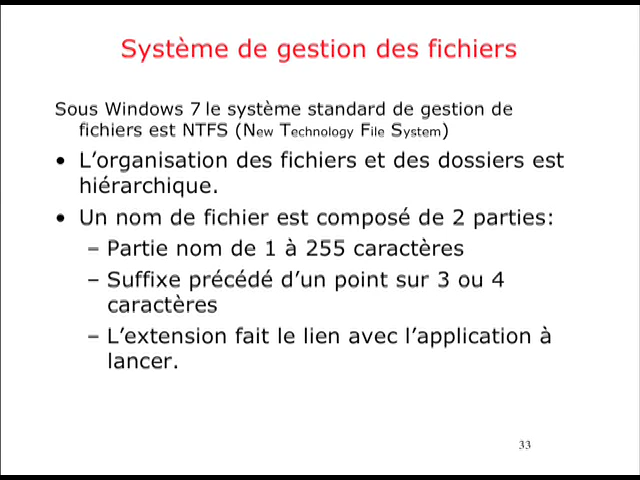 Système de gestion des fichiers
Sous Windows 7 le système standard de gestion de
fichiers est NTFS (New Technology File System)
• L’organisation des fichiers et des dossiers est
hiérarchique.
• Un nom de fichier est composé de 2 parties:
– Partie nom de 1 à 255 caractères
– Suffixe précédé d’un point sur 3 ou 4
caractères
– L’extension fait le lien avec l’application à
lancer.
33